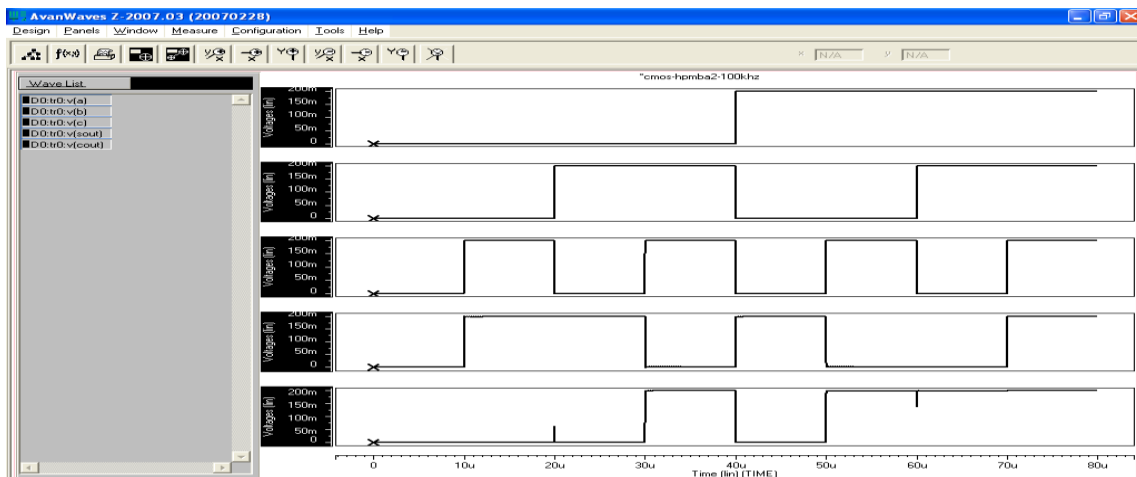 AvanWaves Z-2007.03 (20070228)
Design Panels Window Measure Configuration Tools Help
f(x,y)
x N/A y N/A
Wave List
D0:tr0:v(a)
D0:tr0:v(b)
D0:tr0:v(c)
D0:tr0:v(sout)
D0:tr0:v(cout)
"cmos-hpmba2-100khz
Voltages (lin)
200m
150m
100m
50m
0
Voltages (lin)
200m
150m
100m
50m
0
Voltages (lin)
200m
150m
100m
50m
0
Voltages (lin)
200m
150m
100m
50m
0
Voltages (lin)
200m
150m
100m
50m
0
0 10u 20u 30u 40u 50u 60u 70u 80u
Time (lin) (TIME)